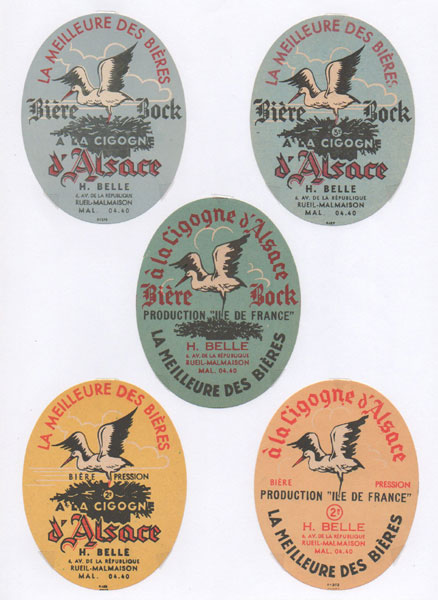 LA MEILLEURE DES BIÈRES
Bière Bock
A LA CIGOGNE
d'Alsace
H. BELLE
6, AV. DE LA RÉPUBLIQUE
RUEIL-MALMAISON
MAL. 04.40
LA MEILLEURE DES BIÈRES
Bière Bock
A LA CIGOGNE
d'Alsace
H. BELLE
6, AV. DE LA RÉPUBLIQUE
RUEIL-MALMAISON
MAL. 04.40
à la Cigogne d'Alsace
Bière Bock
PRODUCTION "ILE DE FRANCE"
H. BELLE
6, AV. DE LA RÉPUBLIQUE
RUEIL-MALMAISON
MAL. 04.40
LA MEILLEURE DES BIÈRES
LA MEILLEURE DES BIÈRES
BIÈRE PRESSION
2º
A LA CIGOGNE
d'Alsace
H. BELLE
6, AV. DE LA RÉPUBLIQUE
RUEIL-MALMAISON
MAL. 04.40
à la Cigogne d'Alsace
BIÈRE PRESSION
PRODUCTION "ILE DE FRANCE"
2º
H. BELLE
6, AV. DE LA RÉPUBLIQUE
RUEIL-MALMAISON
MAL. 04.40
LA MEILLEURE DES BIÈRES